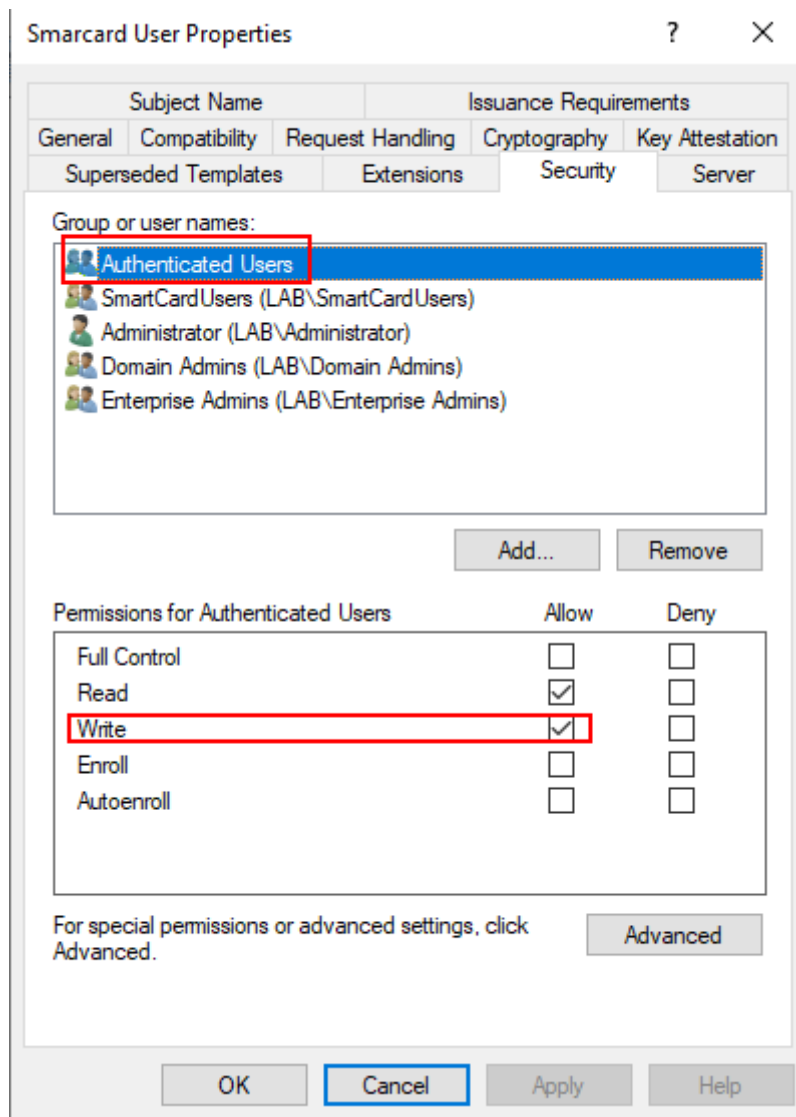 Smarcard User Properties
?
Subject Name
Issuance Requirements
General
Compatibility
Request Handling
Cryptography
Key Attestation
Superseded Templates
Extensions
Security
Server
Group or user names:
Authenticated Users
SmartCardUsers (LAB\SmartCardUsers)
Administrator (LAB\Administrator)
Domain Admins (LAB\Domain Admins)
Enterprise Admins (LAB\Enterprise Admins)
Add...
Remove
Permissions for Authenticated Users
Allow
Deny
Full Control
Read
Write
Enroll
Autoenroll
For special permissions or advanced settings, click
Advanced.
Advanced
OK
Cancel
Apply
Help